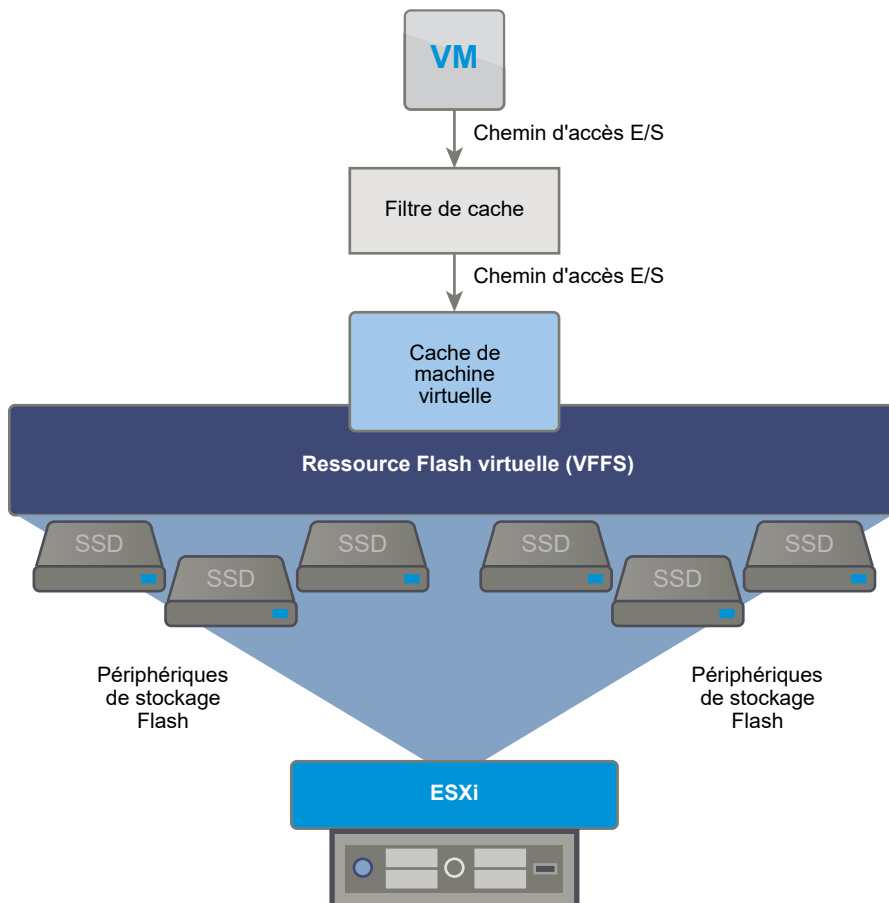 VM
Chemin d'accès E/S
Filtre de cache
Chemin d'accès E/S
Cache de
machine
virtuelle
Ressource Flash virtuelle (VFFS)
SSD
SSD
SSD
SSD
SSD
SSD
Périphériques
de stockage
Flash
Périphériques
de stockage
Flash
ESXi